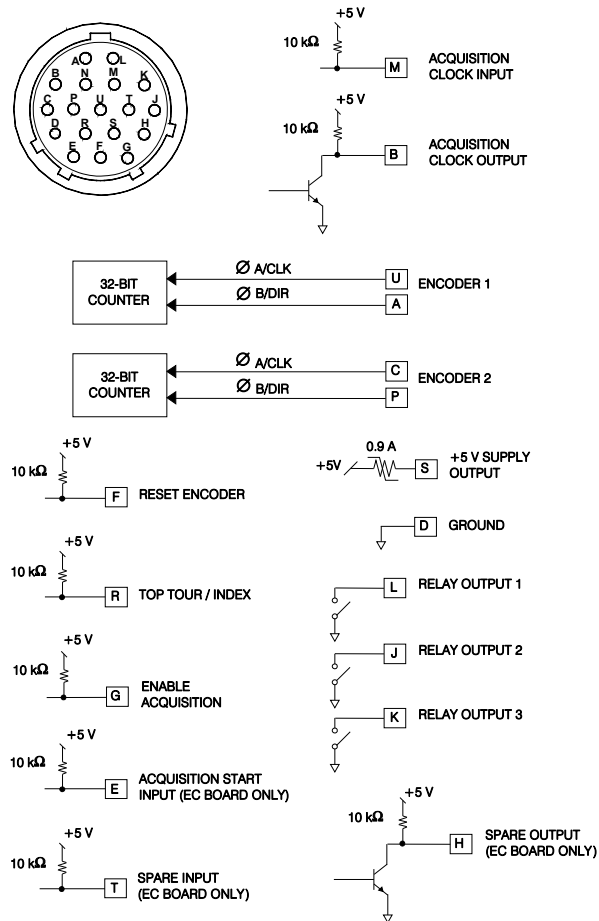 A L
B N M K
C P U T J
D R S H
E F G
+5 V
10 kΩ
M
ACQUISITION
CLOCK INPUT
+5 V
10 kΩ
B
ACQUISITION
CLOCK OUTPUT
32-BIT
COUNTER
Ø A/CLK
Ø B/DIR
U
A
ENCODER 1
32-BIT
COUNTER
Ø A/CLK
Ø B/DIR
C
P
ENCODER 2
+5 V
10 kΩ
F
RESET ENCODER
0.9 A
+5V
S
+5 V SUPPLY
OUTPUT
D
GROUND
+5 V
10 kΩ
R
TOP TOUR / INDEX
L
RELAY OUTPUT 1
J
RELAY OUTPUT 2
+5 V
10 kΩ
G
ENABLE
ACQUISITION
K
RELAY OUTPUT 3
+5 V
10 kΩ
E
ACQUISITION START
INPUT (EC BOARD ONLY)
+5 V
10 kΩ
T
SPARE INPUT
(EC BOARD ONLY)
+5 V
10 kΩ
H
SPARE OUTPUT
(EC BOARD ONLY)